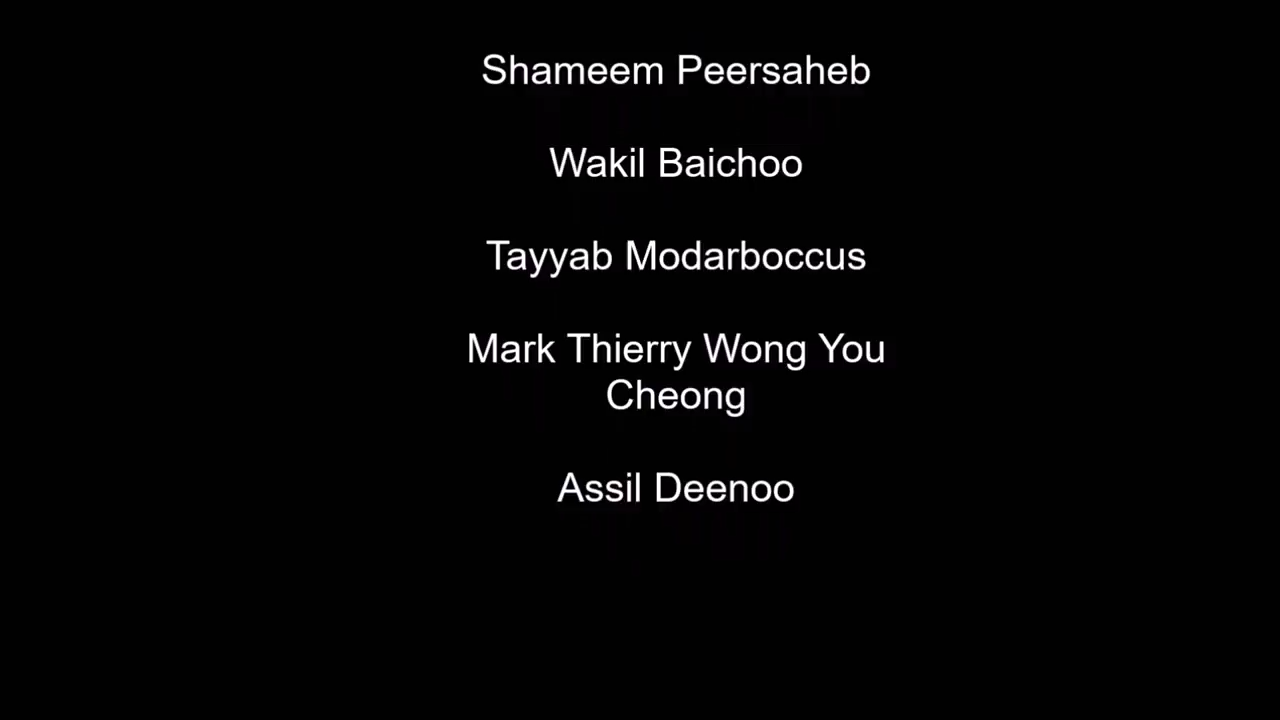 Shameem Peersaheb
Wakil Baichoo
Tayyab Modarboccus
Mark Thierry Wong You
Cheong
Assil Deenoo